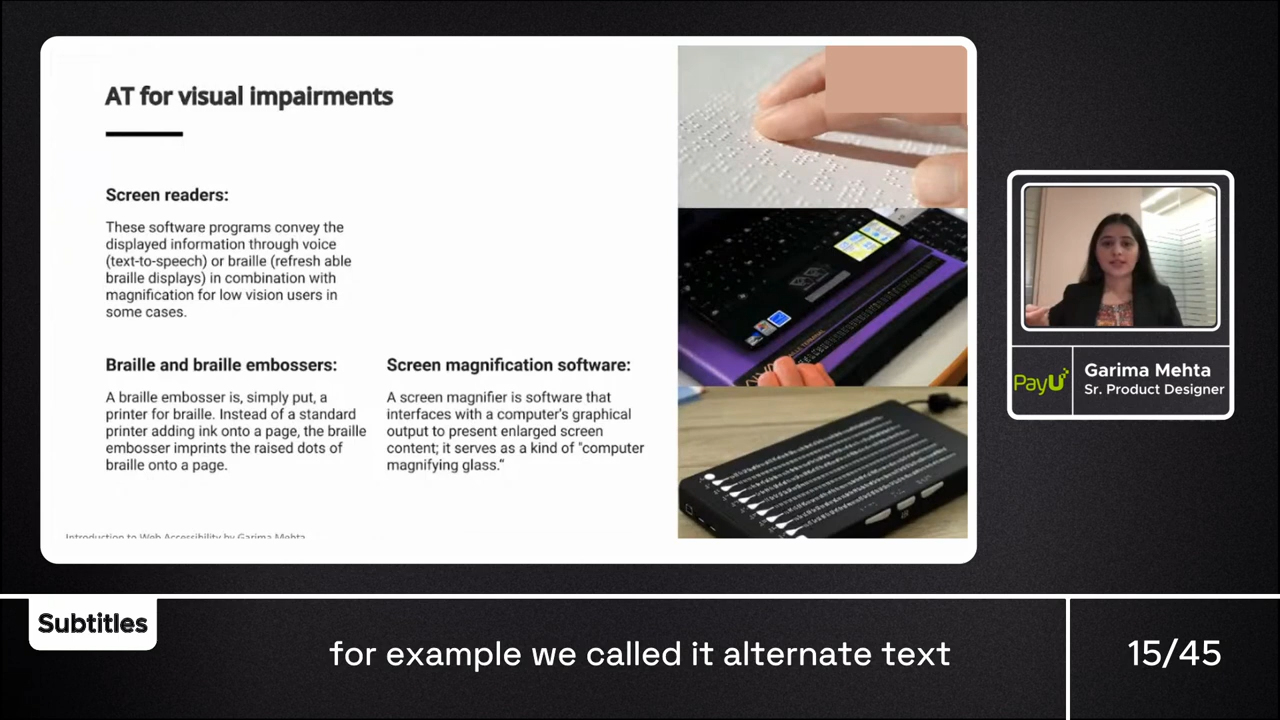 AT for visual impairments
Screen readers:
These software programs convey the
displayed information through voice
(text-to-speech) or braille (refresh able
braille displays) in combination with
magnification for low vision users in
some cases.
Braille and braille embossers:
A braille embosser is, simply put, a
printer for braille. Instead of a standard
printer adding ink onto a page, the braille
embosser imprints the raised dots of
braille onto a page.
Screen magnification software:
A screen magnifier is software that
interfaces with a computer's graphical
output to present enlarged screen
content; it serves as a kind of "computer
magnifying glass."
Introduction to Web Accessibility by Garima Mehta
PayU
Garima Mehta
Sr. Product Designer
Subtitles
for example we called it alternate text
15/45